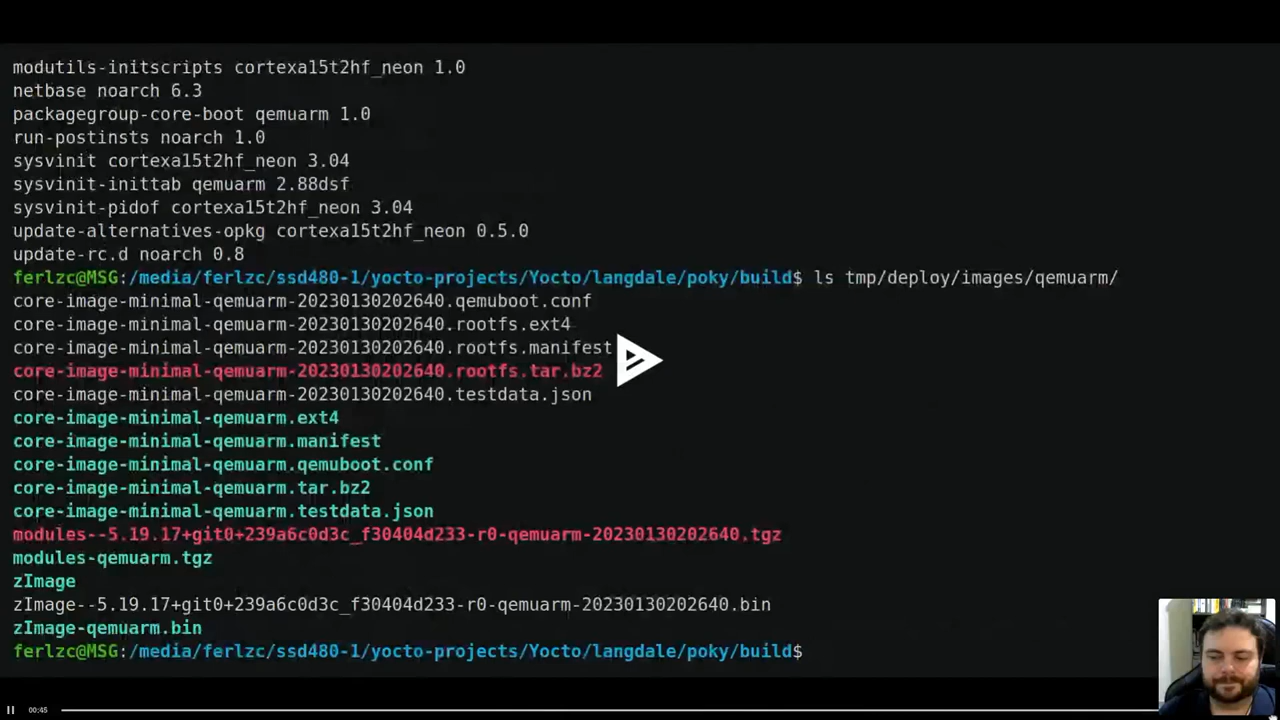 modutils-initscripts cortexa15t2hf_neon 1.0
netbase noarch 6.3
packagegroup-core-boot qemuarm 1.0
run-postinsts noarch 1.0
sysvinit cortexa15t2hf_neon 3.04
sysvinit-inittab qemuarm 2.88dsf
sysvinit-pidof cortexa15t2hf_neon 3.04
update-alternatives-opkg cortexa15t2hf_neon 0.5.0
update-rc.d noarch 0.8
ferlzc@MSG:/media/ferlzc/ssd480-1/yocto-projects/Yocto/langdale/poky/build$ ls tmp/deploy/images/qemuarm/
core-image-minimal-qemuarm-20230130202640.qemuboot.conf
core-image-minimal-qemuarm-20230130202640.rootfs.ext4
core-image-minimal-qemuarm-20230130202640.rootfs.manifest
core-image-minimal-qemuarm-20230130202640.rootfs.tar.bz2
core-image-minimal-qemuarm-20230130202640.testdata.json
core-image-minimal-qemuarm.ext4
core-image-minimal-qemuarm.manifest
core-image-minimal-qemuarm.qemuboot.conf
core-image-minimal-qemuarm.tar.bz2
core-image-minimal-qemuarm.testdata.json
modules--5.19.17+git0+239a6c0d3c_f30404d233-r0-qemuarm-20230130202640.tgz
modules-qemuarm.tgz
zImage
zImage--5.19.17+git0+239a6c0d3c_f30404d233-r0-qemuarm-20230130202640.bin
zImage-qemuarm.bin
ferlzc@MSG:/media/ferlzc/ssd480-1/yocto-projects/Yocto/langdale/poky/build$
00:45